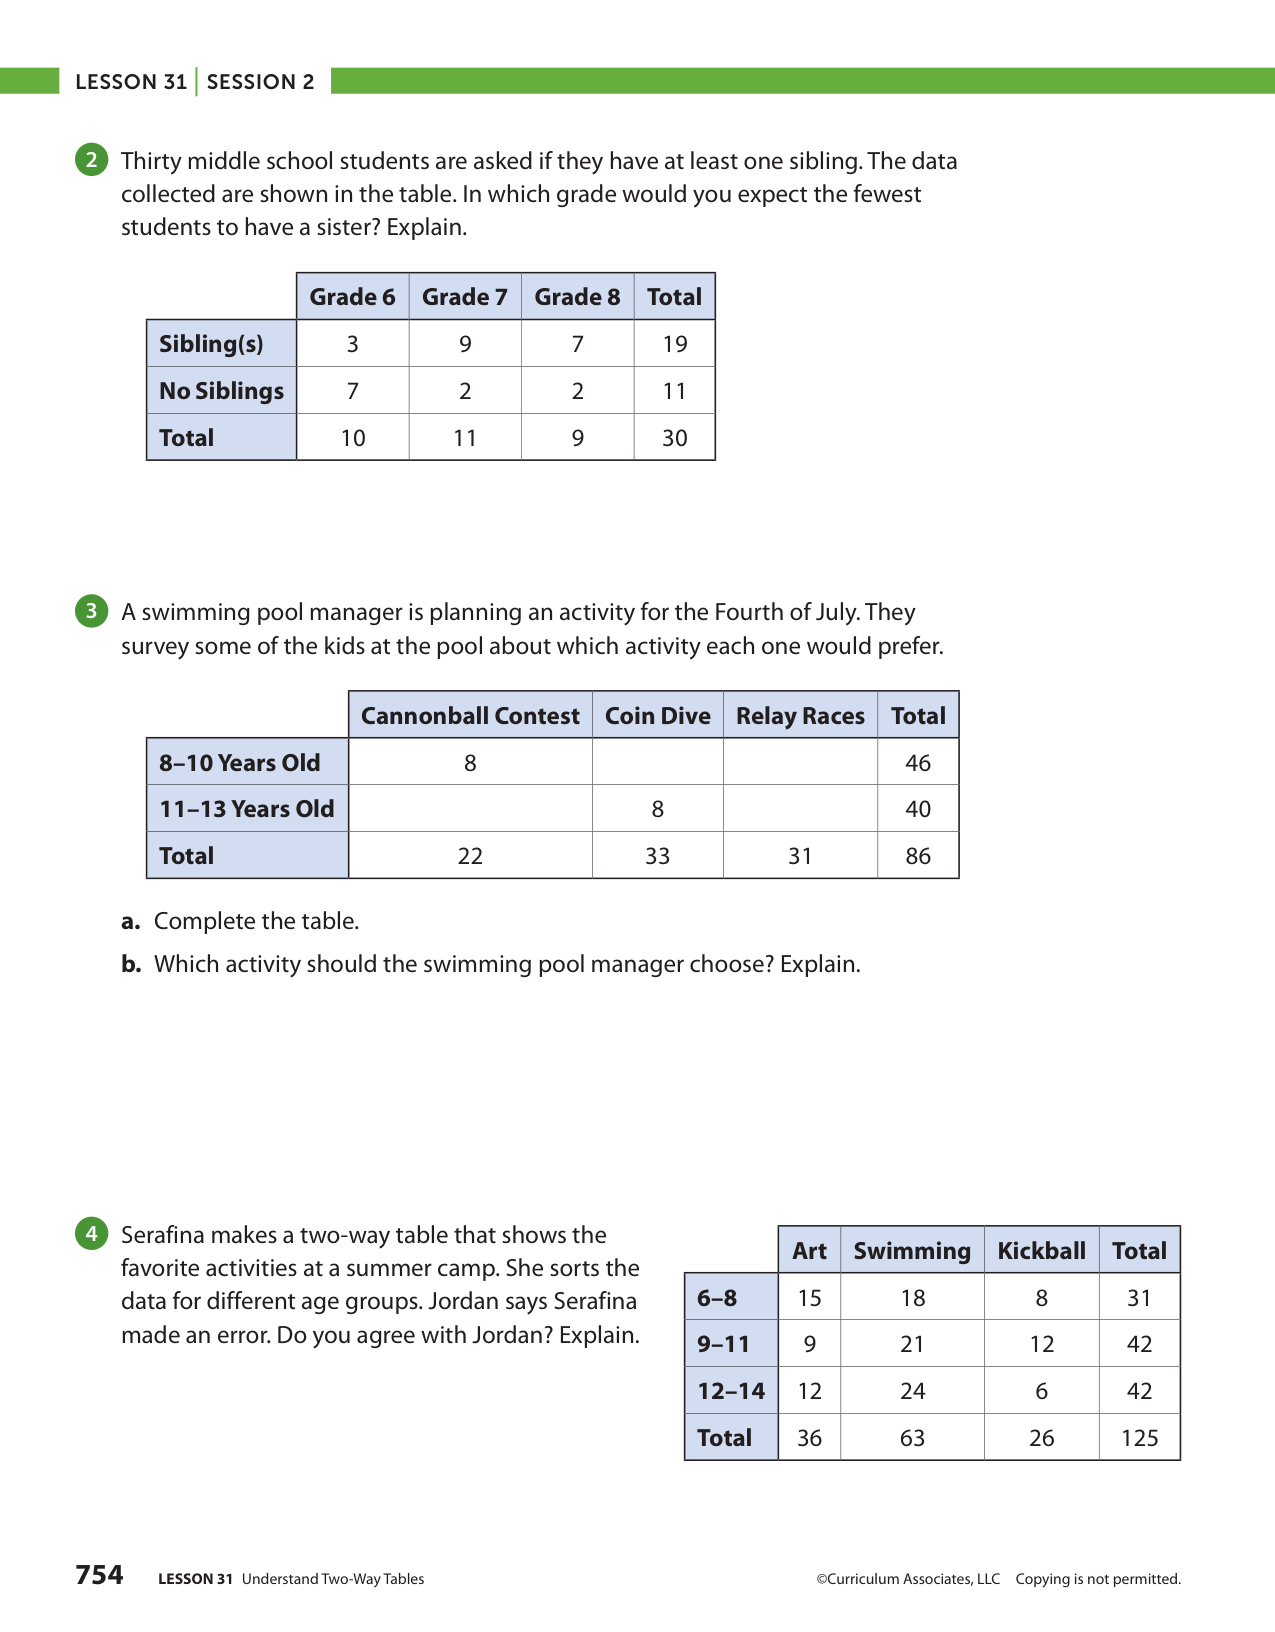 LESSON 31 | SESSION 2
2 Thirty middle school students are asked if they have at least one sibling. The data
collected are shown in the table. In which grade would you expect the fewest
students to have a sister? Explain.
Grade 6 Grade 7 Grade 8 Total
Sibling(s) 3 9 7 19
No Siblings 7 2 2 11
Total 10 11 9 30
3 A swimming pool manager is planning an activity for the Fourth of July. They
survey some of the kids at the pool about which activity each one would prefer.
Cannonball Contest Coin Dive Relay Races Total
8–10 Years Old 8 46
11–13 Years Old 8 40
Total 22 33 31 86
a. Complete the table.
b. Which activity should the swimming pool manager choose? Explain.
4 Serafina makes a two-way table that shows the
favorite activities at a summer camp. She sorts the
data for different age groups. Jordan says Serafina
made an error. Do you agree with Jordan? Explain.
Art Swimming Kickball Total
6–8 15 18 8 31
9–11 9 21 12 42
12–14 12 24 6 42
Total 36 63 26 125
754 LESSON 31 Understand Two-Way Tables
©Curriculum Associates, LLC Copying is not permitted.